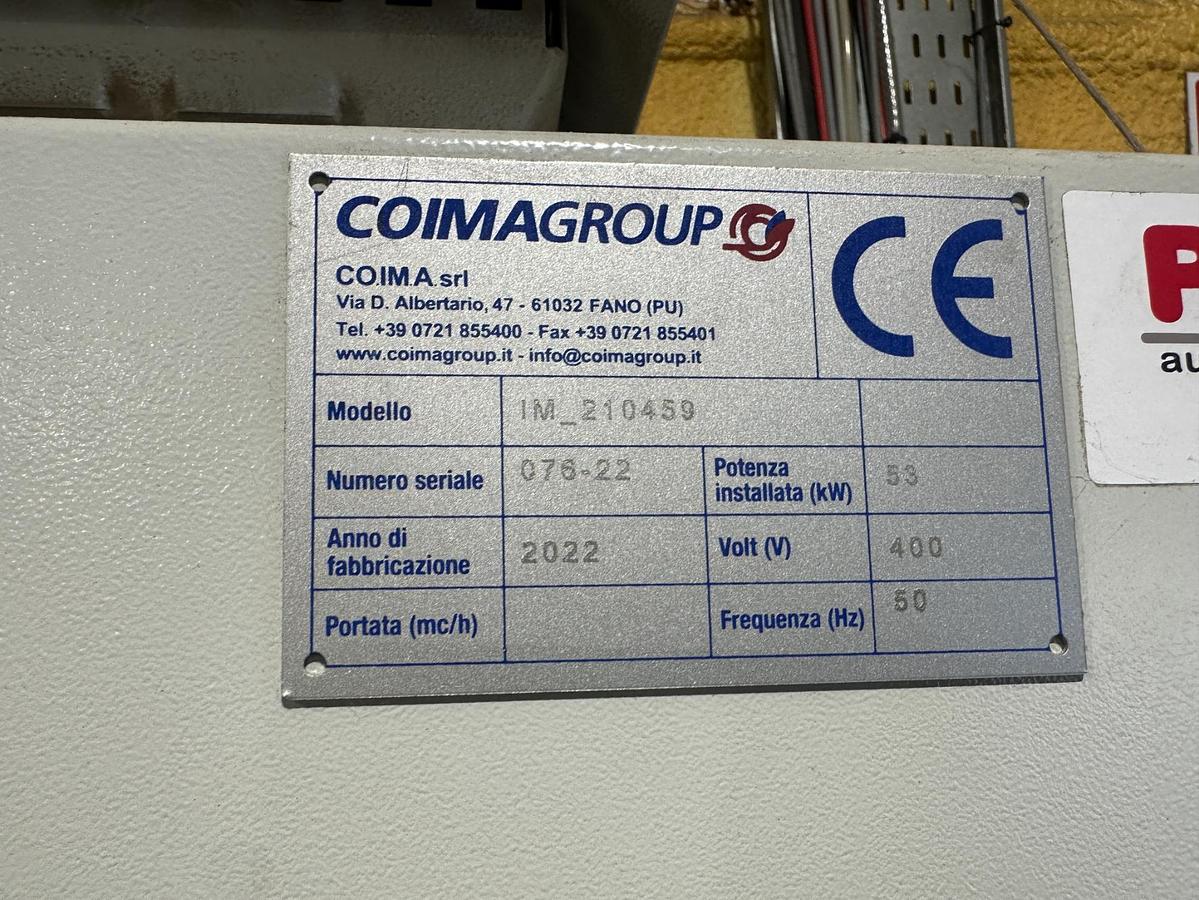 COIMAGROUP
CE
CO.IM.A. srl
Via D. Albertario, 47 - 61032 FANO (PU)
Tel. +39 0721 855400 - Fax +39 0721 855401
www.coimagroup.it - info@coimagroup.it
Modello IM_210459
Numero seriale 076-22 Potenza installata (kW) 53
Anno di fabbricazione 2022 Volt (V) 400
Portata (mc/h) Frequenza (Hz) 50